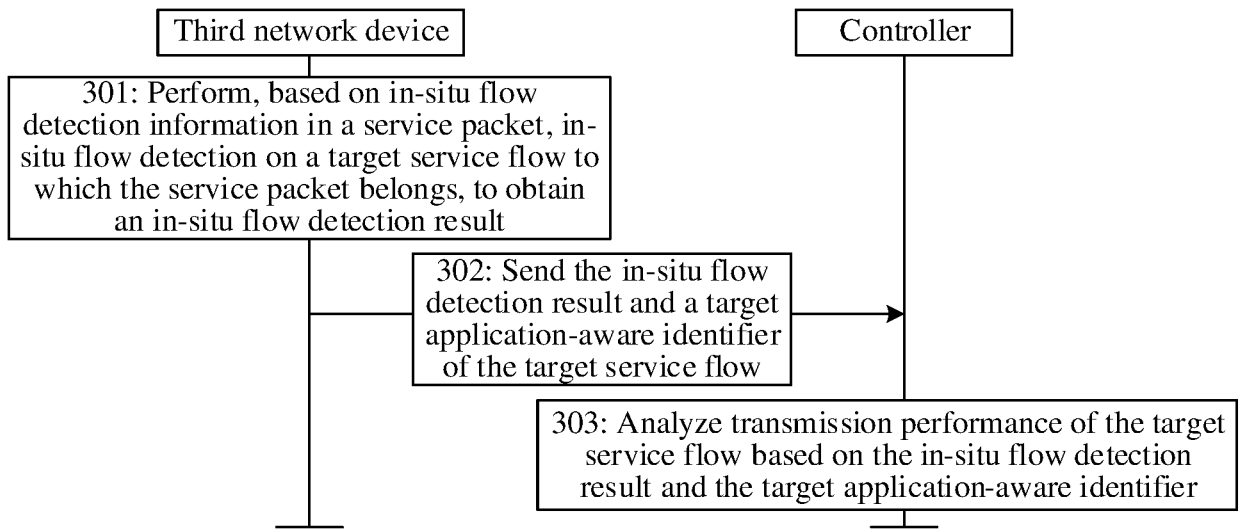 Third network device
Controller
301: Perform, based on in-situ flow
detection information in a service packet, in-
situ flow detection on a target service flow to
which the service packet belongs, to obtain
an in-situ flow detection result
302: Send the in-situ flow
detection result and a target
application-aware identifier
of the target service flow
303: Analyze transmission performance of the target
service flow based on the in-situ flow detection
result and the target application-aware identifier